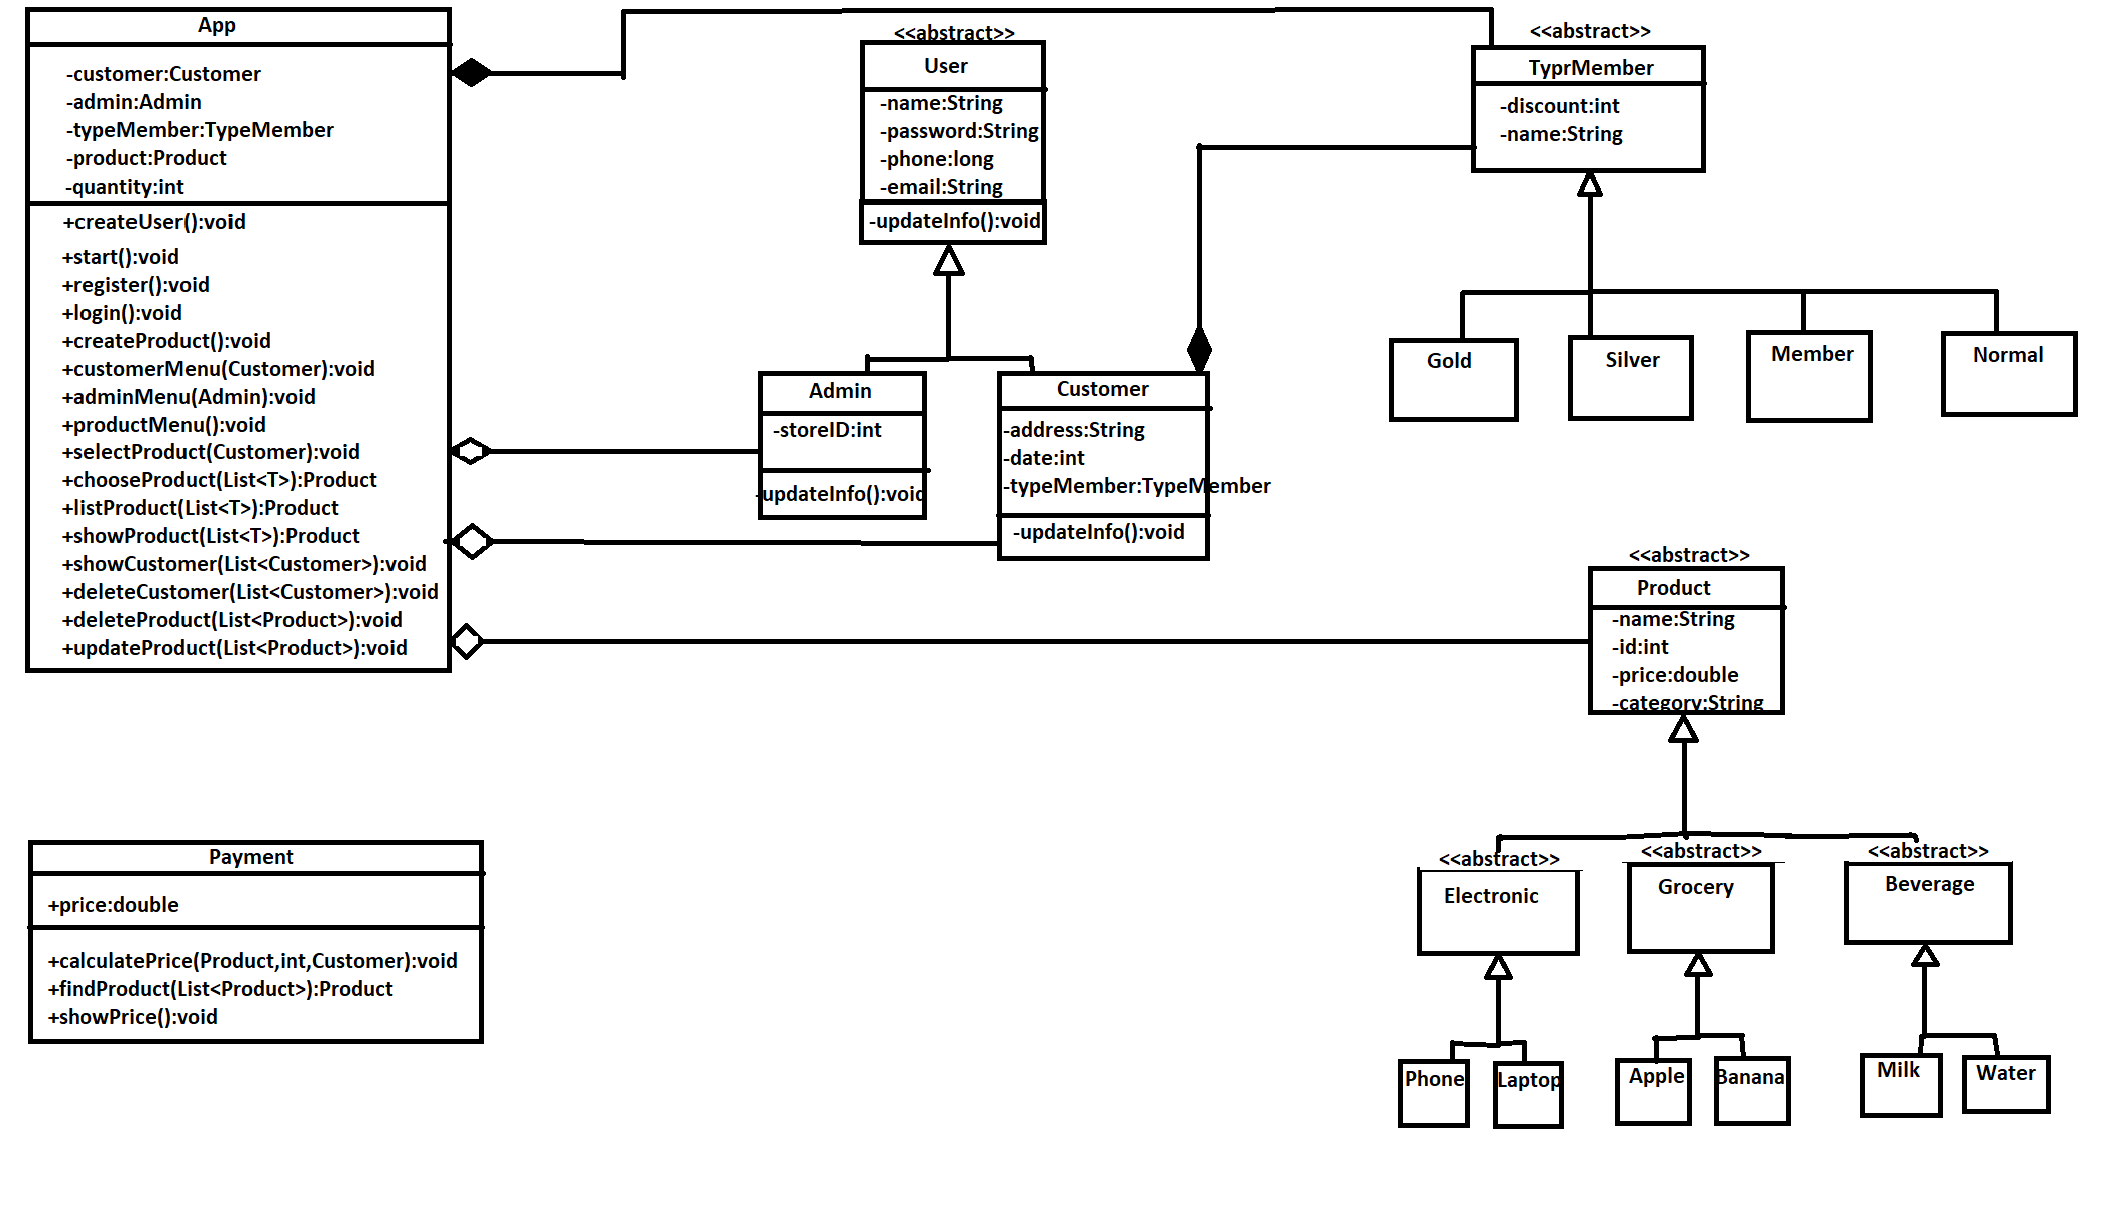 App
-customer:Customer
-admin:Admin
-typeMember:TypeMember
-product:Product
-quantity:int
+createUser():void
+start():void
+register():void
+login():void
+createProduct():void
+customerMenu(Customer):void
+adminMenu(Admin):void
+productMenu():void
+selectProduct(Customer):void
+chooseProduct(List<T>):Product
+listProduct(List<T>):Product
+showProduct(List<T>):Product
+showCustomer(List<Customer>):void
+deleteCustomer(List<Customer>):void
+deleteProduct(List<Product>):void
+updateProduct(List<Product>):void
<<abstract>>
User
-name:String
-password:String
-phone:long
-email:String
-updateInfo():void
<<abstract>>
TyprMember
-discount:int
-name:String
Gold
Silver
Member
Normal
Admin
-storeID:int
-updateInfo():void
Customer
-address:String
-date:int
-typeMember:TypeMember
-updateInfo():void
<<abstract>>
Product
-name:String
-id:int
-price:double
-category:String
<<abstract>>
Electronic
<<abstract>>
Grocery
<<abstract>>
Beverage
Phone
Laptop
Apple
Banana
Milk
Water
Payment
+price:double
+calculatePrice(Product,int,Customer):void
+findProduct(List<Product>):Product
+showPrice():void